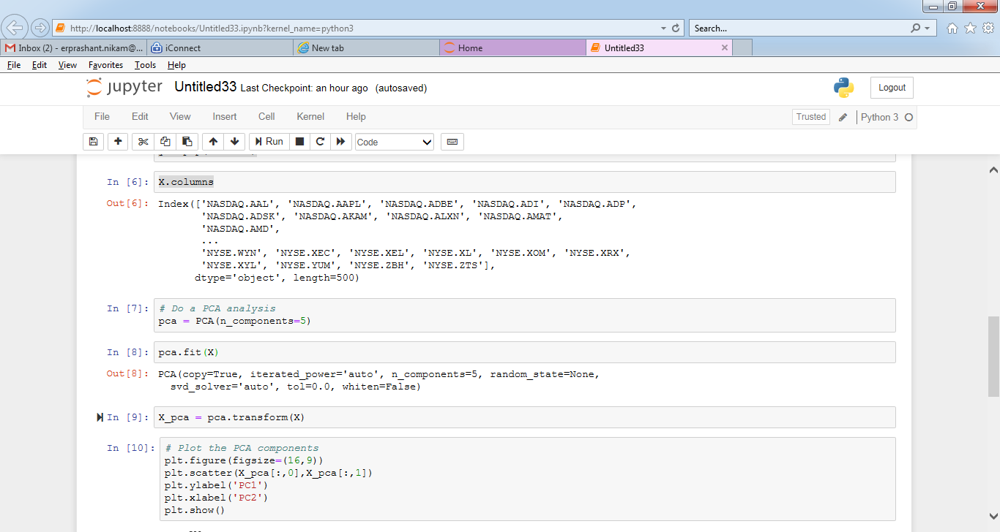 http://localhost:8888/notebooks/Untitled33.ipynb?kernel_name=python3
Search...
Inbox (2) - erprashant.nikam@...
iConnect
New tab
Home
Untitled33
File Edit View Favorites Tools Help
jupyter Untitled33 Last Checkpoint: an hour ago (autosaved)
Logout
File Edit View Insert Cell Kernel Help
Trusted
Python 3
Run
Code
In [6]: X.columns
Out[6]: Index(['NASDAQ.AAL', 'NASDAQ.AAPL', 'NASDAQ.ADBE', 'NASDAQ.ADI', 'NASDAQ.ADP',
'NASDAQ.ADSK', 'NASDAQ.AKAM', 'NASDAQ.ALXN', 'NASDAQ.AMAT',
'NASDAQ.AMD',
...
'NYSE.WYN', 'NYSE.XEC', 'NYSE.XEL', 'NYSE.XL', 'NYSE.XOM', 'NYSE.XRX',
'NYSE.XYL', 'NYSE.YUM', 'NYSE.ZBH', 'NYSE.ZTS'],
dtype='object', length=500)
In [7]: # Do a PCA analysis
pca = PCA(n_components=5)
In [8]: pca.fit(X)
Out[8]: PCA(copy=True, iterated_power='auto', n_components=5, random_state=None,
svd_solver='auto', tol=0.0, whiten=False)
In [9]: X_pca = pca.transform(X)
In [10]: # Plot the PCA components
plt.figure(figsize=(16,9))
plt.scatter(X_pca[:,0],X_pca[:,1])
plt.ylabel('PC1')
plt.xlabel('PC2')
plt.show()